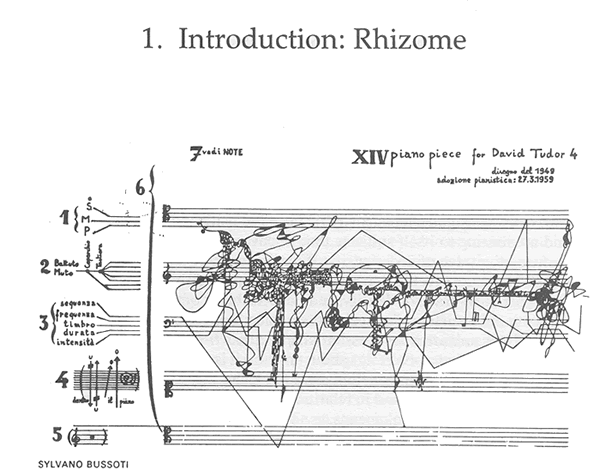 1. Introduction: Rhizome
7 vedi NOTE
XIV piano piece for David Tudor 4
disegno del 1949
adozione pianistica: 27.3.1959
6
1
S
M
P
2
Battuto
Muto
3
sequenza
frequenza
timbro
durata
intensità
4
dentro il piano
5
SYLVANO BUSSOTI